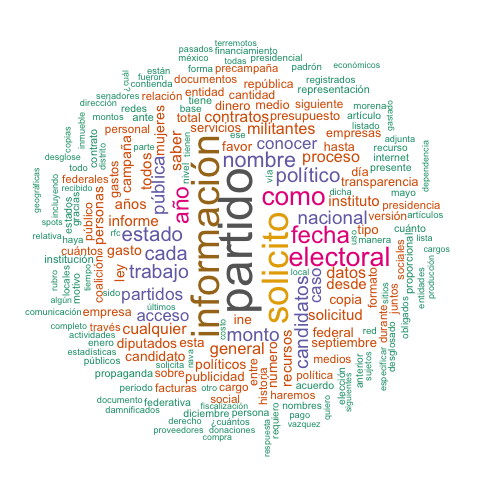 terremotos
pasados financiamiento
méxico todas presidencial
¿cuál están forma precampaña padrón económicos
fueron documentos república registrados
contienda entidad cantidad representación
senadores relación tiene dinero medio siguiente morena
dirección redes base contratos presupuesto artículo
montos ante total militantes listado gastado
copias inmueble contrato personal mujeres servicios ese empresas adjunta
desglose distrito campaña parte saber tienen favor conocer hasta recurso
todo gracias todos pública nivel información nombre proceso internet dependencia
geográficas federales gastos año partido vía político día presente
incluyendo recibido personas años solicito como transparencia mayo
spots estados público informe nacional instituto presidencia
relativa haya coalición rfc estado fecha versión artículos
cuántos gasto cada electoral uso tipo cuánto
institución ley trabajo local manera lista
rubro locales motivo tiempo sido partidos candidatos caso datos formato sociales proporcional cargos
algún últimos desde juntos entidades producción
comunicación empresa acceso ine copia durante sitios obligados
completo través cualquier costo monto solicitud red desglosado
actividades diputados esta general federal
enero candidato septiembre
estadísticas públicos solicita nava políticos recursos número medios anterior sujetos especificar
propaganda sobre publicidad entre política
periodo facturas otro cargo historia acuerdo elección siguientes
documento federativa social haremos dicha
damnificados fiscalización persona nombres quiero
diciembre requiero pago
derecho ¿cuántos vazquez
proveedores donaciones respuesta
compra